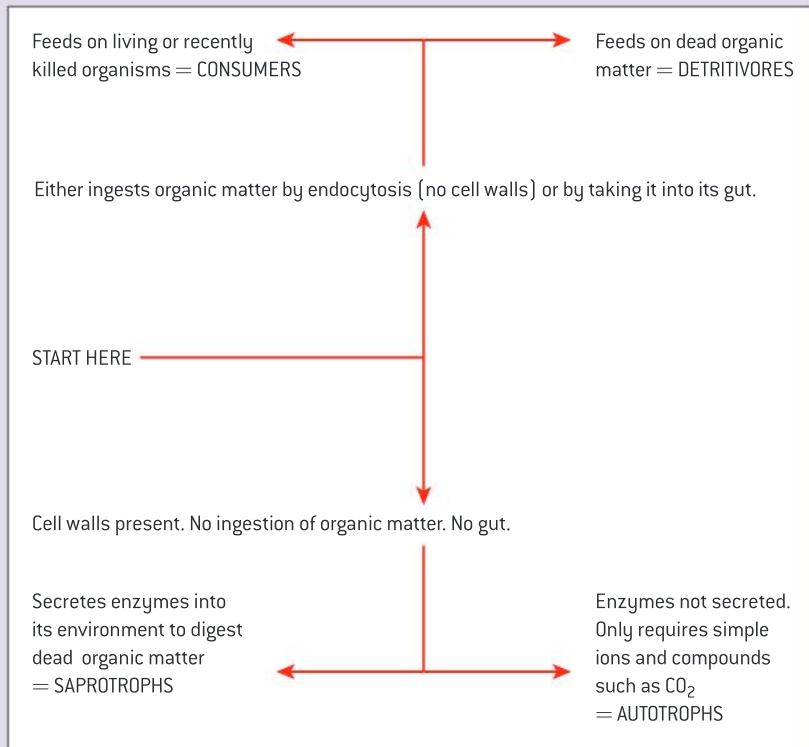 Feeds on living or recently
killed organisms = CONSUMERS
Feeds on dead organic
matter = DETRITIVORES
Either ingests organic matter by endocytosis (no cell walls) or by taking it into its gut.
START HERE
Cell walls present. No ingestion of organic matter. No gut.
Secretes enzymes into
its environment to digest
dead organic matter
= SAPROTROPHS
Enzymes not secreted.
Only requires simple
ions and compounds
such as CO₂
= AUTOTROPHS